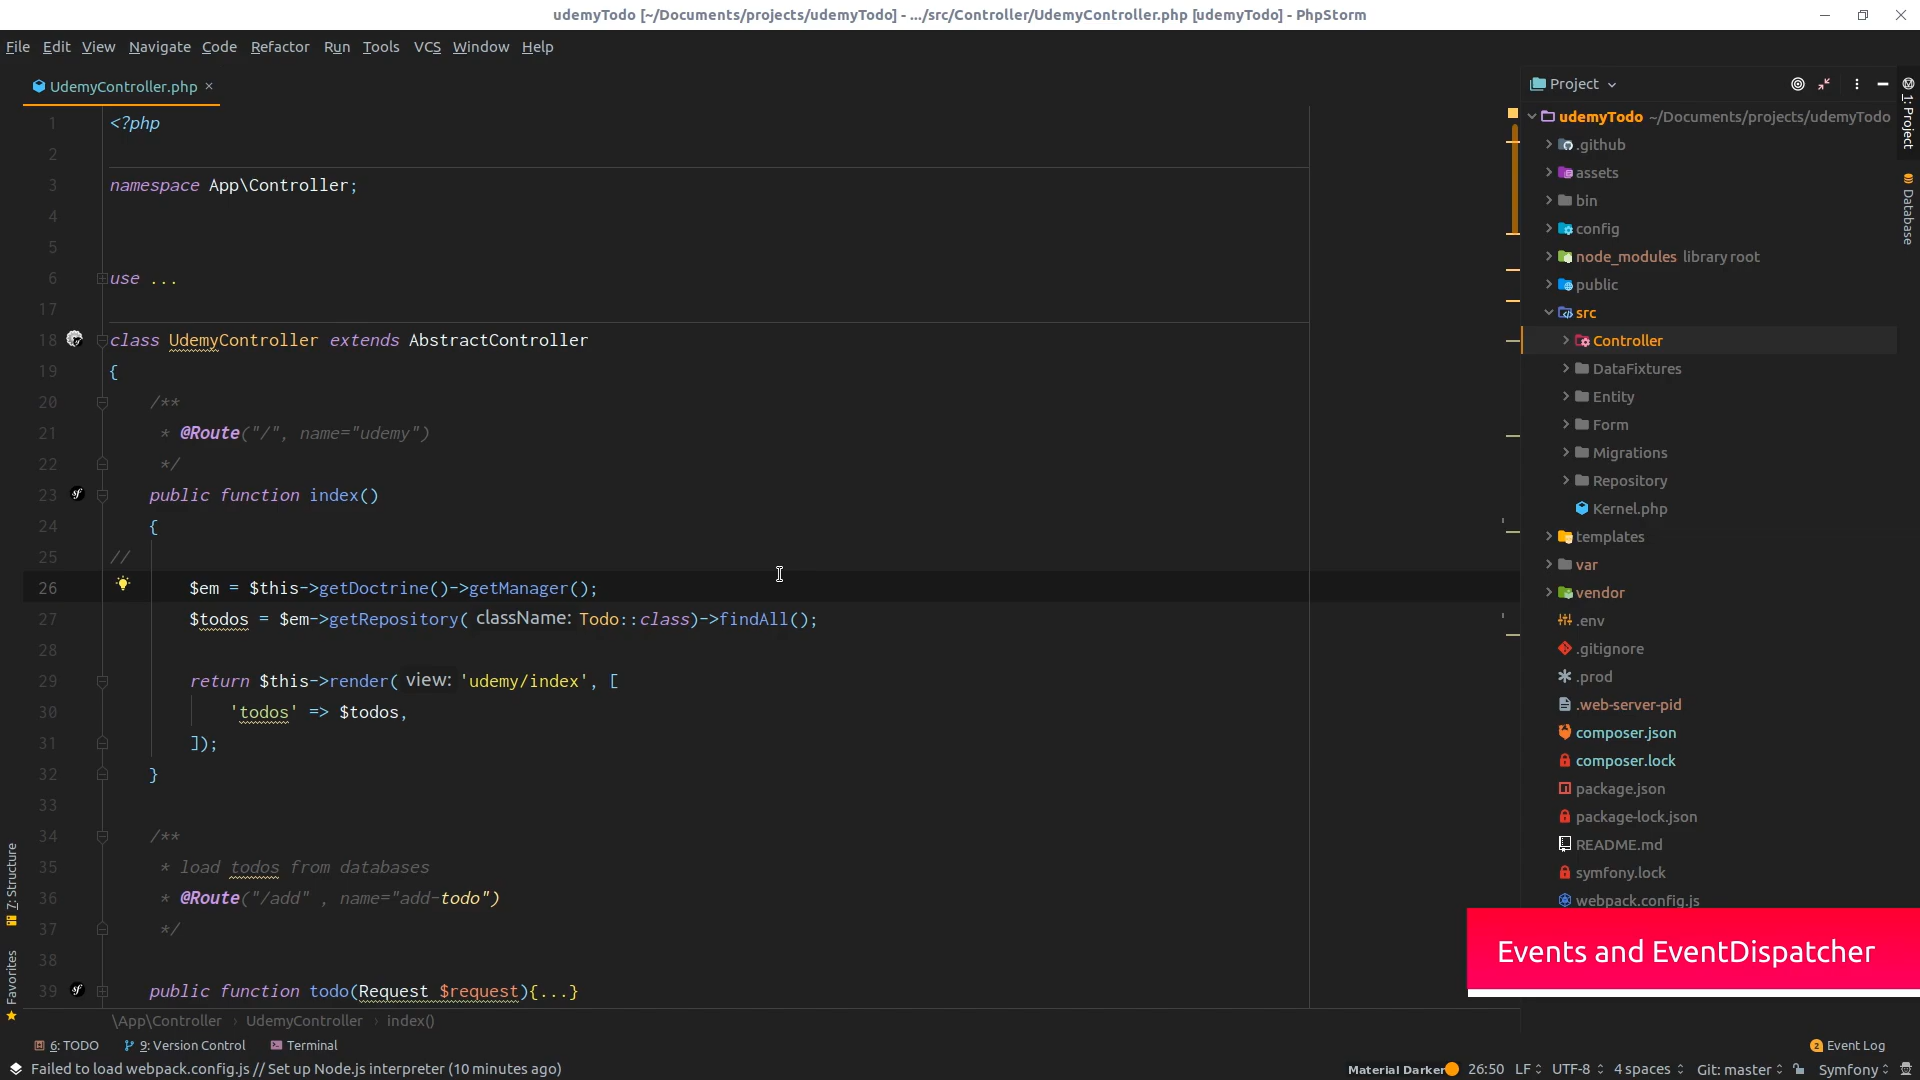 udemyTodo [~/Documents/projects/udemyTodo] - .../src/Controller/UdemyController.php [udemyTodo] - PhpStorm
File Edit View Navigate Code Refactor Run Tools VCS Window Help
UdemyController.php
1 <?php
2
3 namespace App\Controller;
4
5
6 use ...
17
18 class UdemyController extends AbstractController
19 {
20 /**
21 * @Route("/", name="udemy")
22 */
23 public function index()
24 {
25 //
26 $em = $this->getDoctrine()->getManager();
27 $todos = $em->getRepository( className: Todo::class)->findAll();
28
29 return $this->render( view: 'udemy/index', [
30 'todos' => $todos,
31 ]);
32 }
33
34 /**
35 * load todos from databases
36 * @Route("/add" , name="add-todo")
37 */
38
39 public function todo(Request $request){...}
\App\Controller › UdemyController › index()
Project
udemyTodo ~/Documents/projects/udemyTodo
.github
assets
bin
config
node_modules library root
public
src
Controller
DataFixtures
Entity
Form
Migrations
Repository
Kernel.php
templates
var
vendor
.env
.gitignore
.prod
.web-server-pid
composer.json
composer.lock
package.json
package-lock.json
README.md
symfony.lock
webpack.config.js
1: Project
Database
7: Structure
Favorites
Events and EventDispatcher
6: TODO 9: Version Control Terminal
2 Event Log
Failed to load webpack.config.js // Set up Node.js interpreter (10 minutes ago)
Material Darker 26:50 LF UTF-8 4 spaces Git: master Symfony